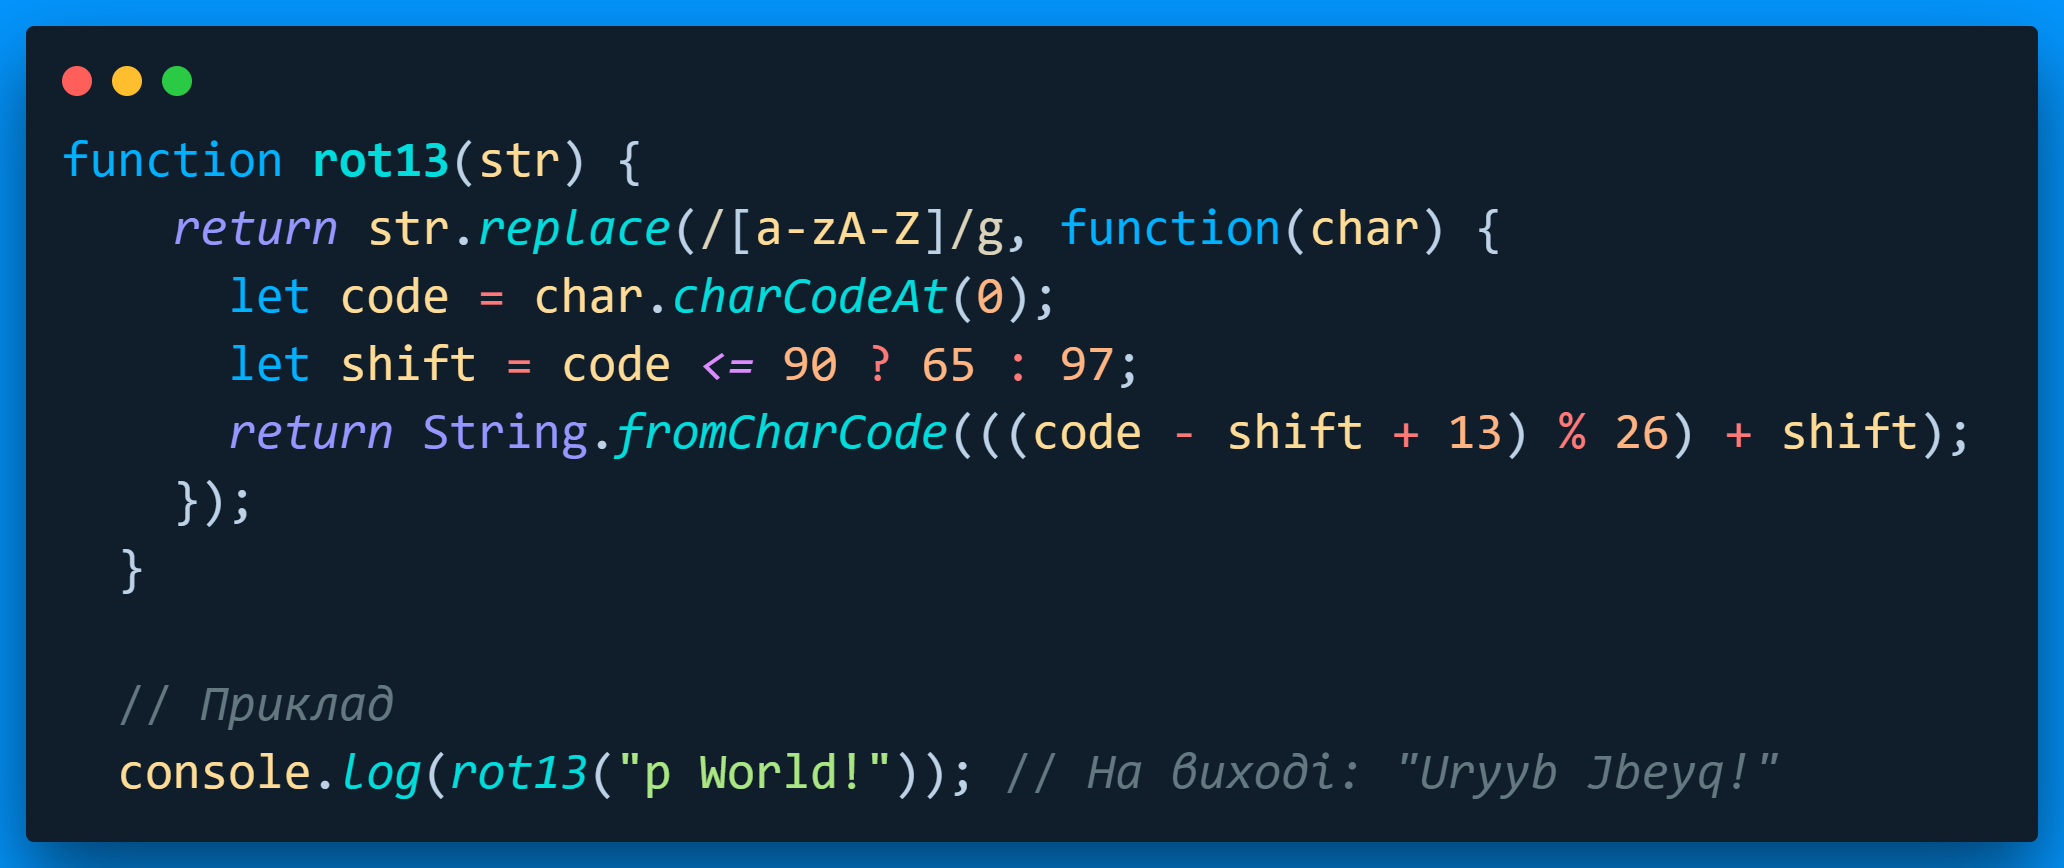 function rot13(str) {
return str.replace(/[a-zA-Z]/g, function(char) {
let code = char.charCodeAt(0);
let shift = code <= 90 ? 65 : 97;
return String.fromCharCode(((code - shift + 13) % 26) + shift);
});
}
// Приклад
console.log(rot13("p World!")); // На виході: "Uryyb Jbeyq!"